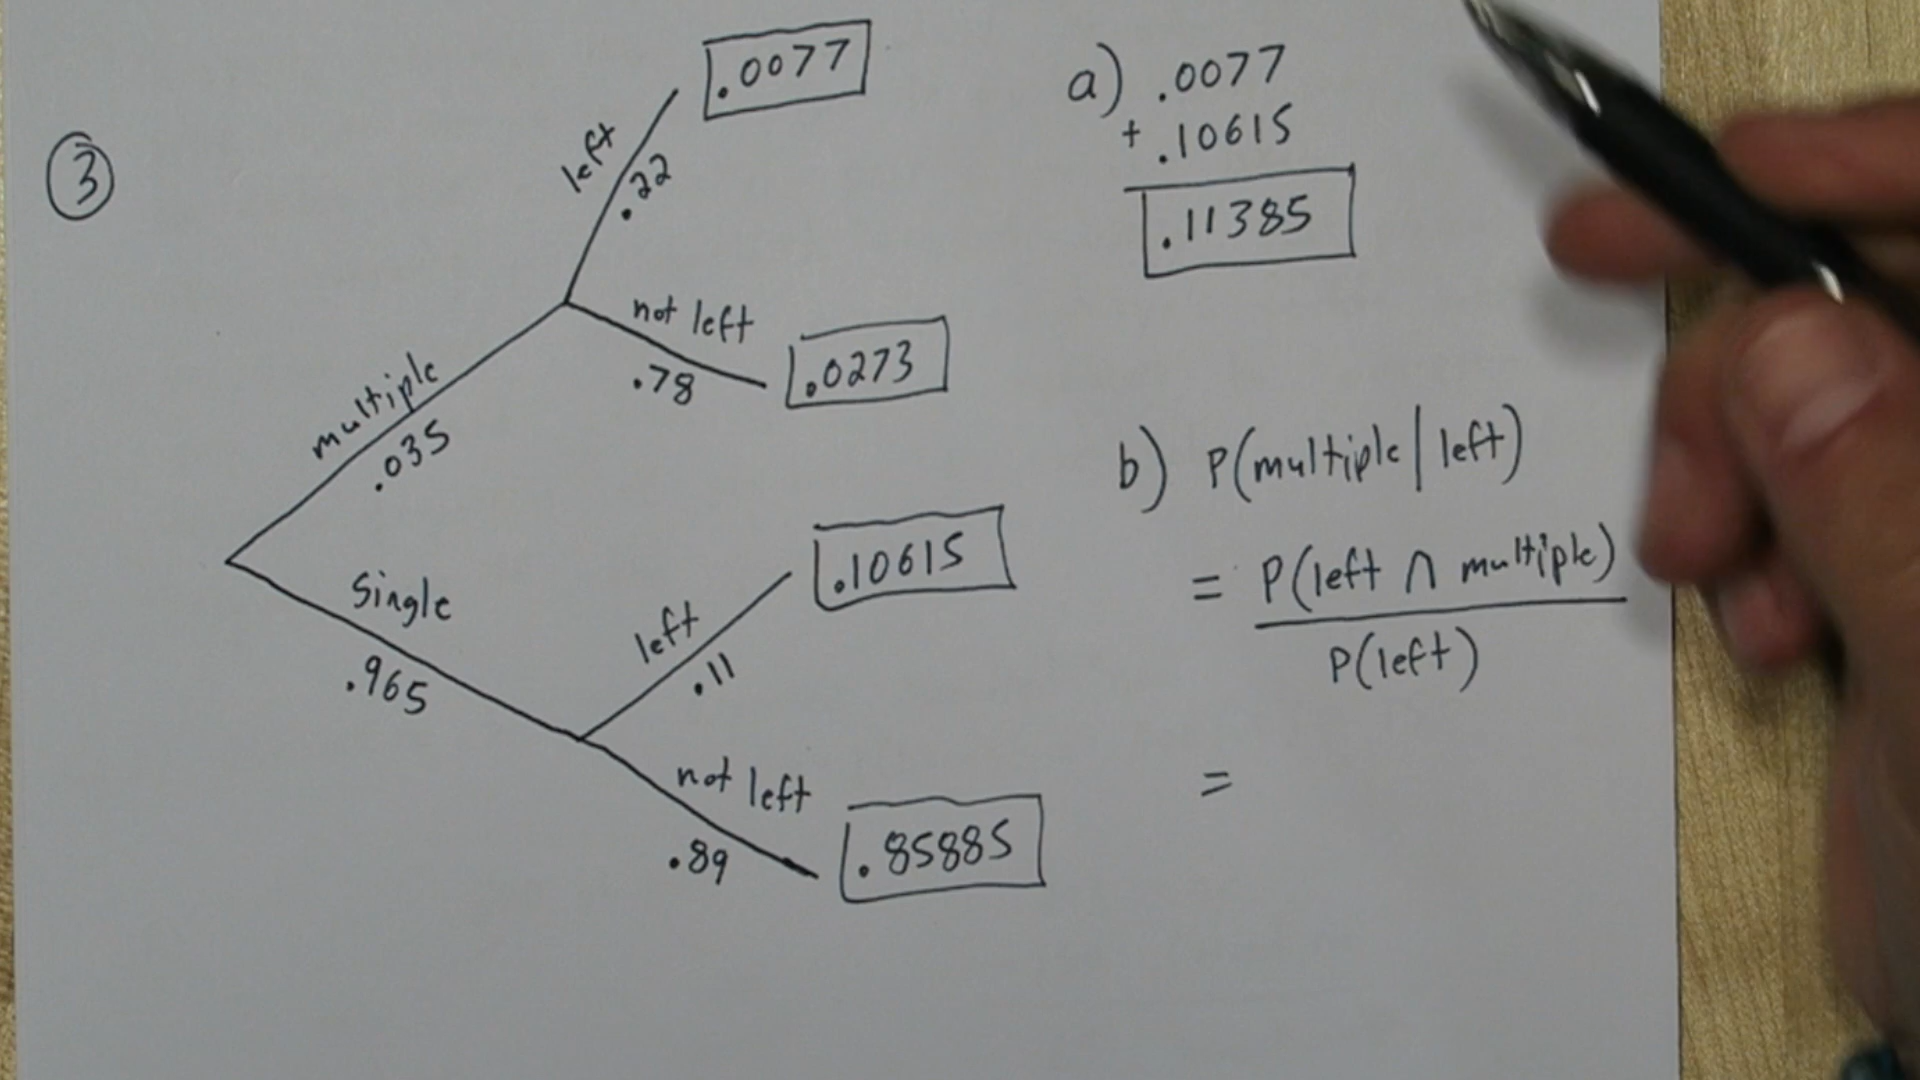 3
multiple
.035
Single
.965
left
.22
.0077
not left
.78
.0273
left
.11
.10615
not left
.89
.85885
a) .0077
+ .10615
.11385
b) P(multiple | left)
= P(left ∩ multiple)
P(left)
=